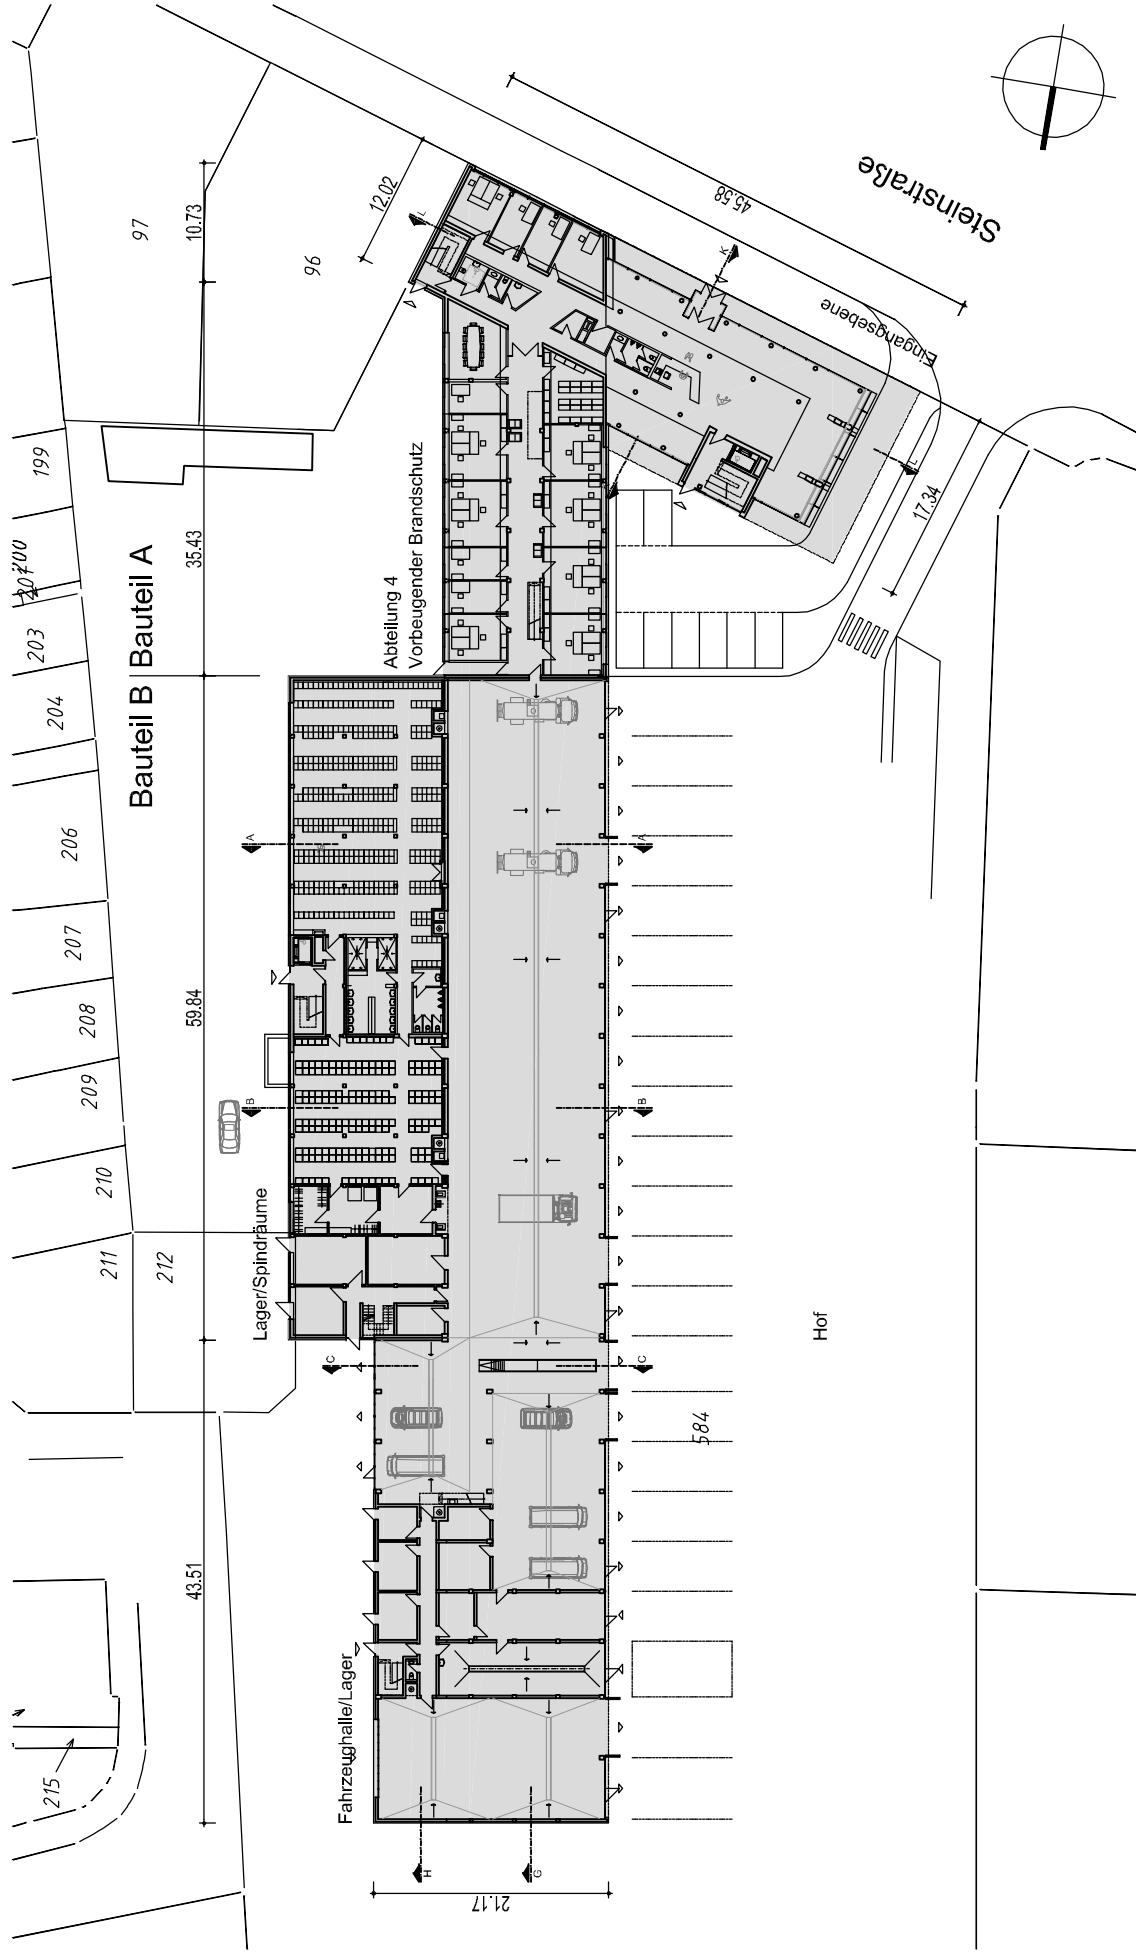 Steinstraße
45.58
12.02
97
10.73
96
L
K
Eingangsebene
L
17.34
199
200
201
203
204
206
207
208
209
210
211
212
215
35.43
Bauteil B | Bauteil A
Abteilung 4
Vorbeugender Brandschutz
A
A
59.84
B
B
Lager/Spindräume
Hof
C
C
584
43.51
Fahrzeughalle/Lager
H
G
21.17